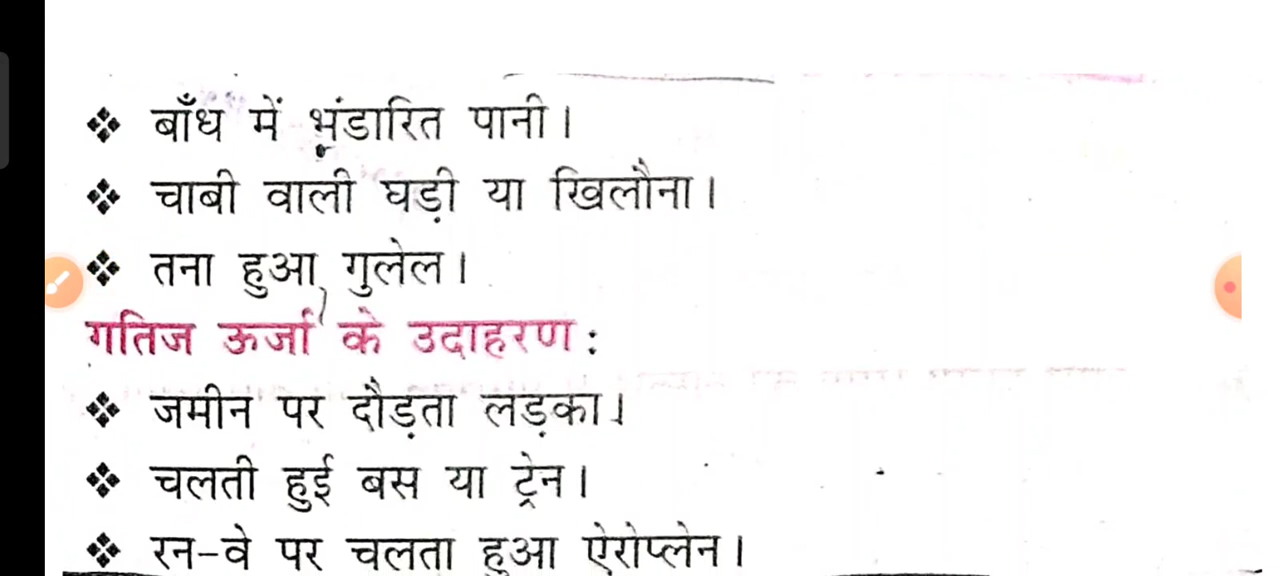 ❖ बाँध में भंडारित पानी।
❖ चाबी वाली घड़ी या खिलौना।
❖ तना हुआ गुलेल।
गतिज ऊर्जा के उदाहरण :
❖ जमीन पर दौड़ता लड़का।
❖ चलती हुई बस या ट्रेन।
❖ रन-वे पर चलता हुआ ऐरोप्लेन।